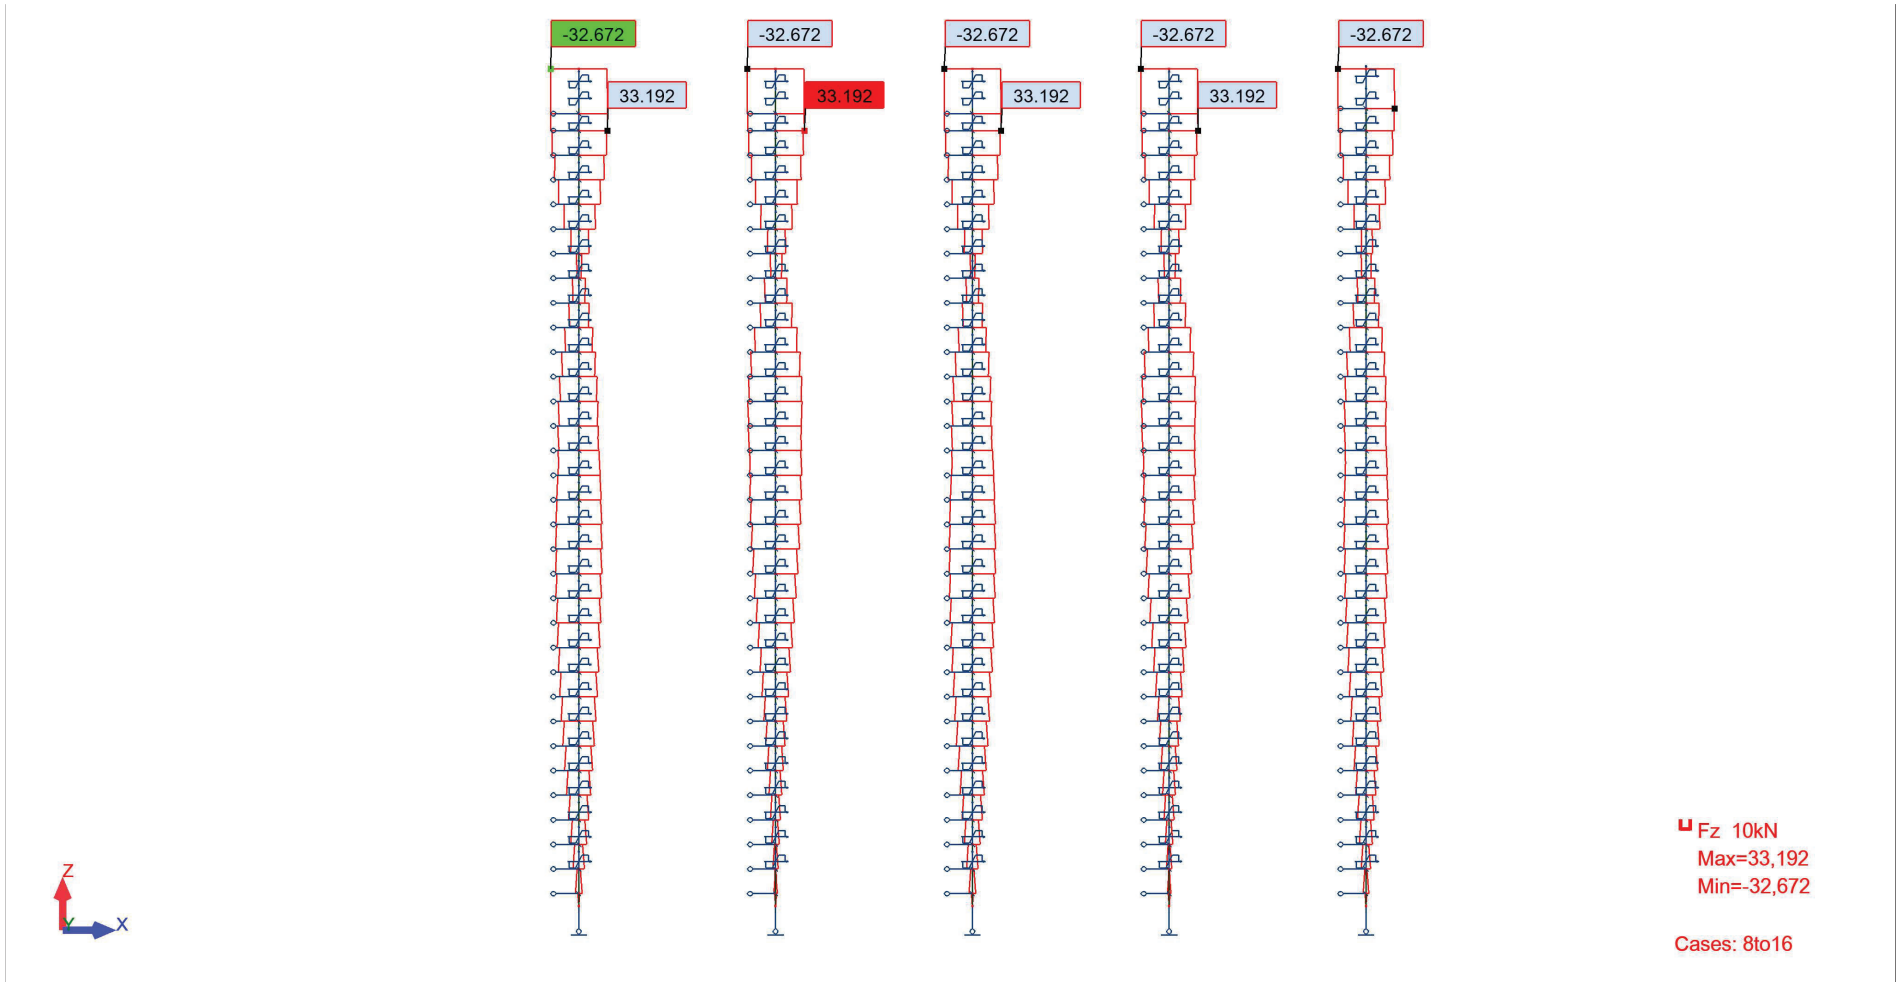 -32.672
-32.672
-32.672
-32.672
-32.672
33.192
33.192
33.192
33.192
Fz 10kN
Max=33,192
Min=-32,672
Cases: 8to16
Z
Y
X